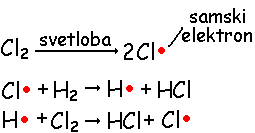 samski
elektron
Cl₂ svetloba → 2Cl•
Cl• + H₂ → H• + HCl
H• + Cl₂ → HCl + Cl•